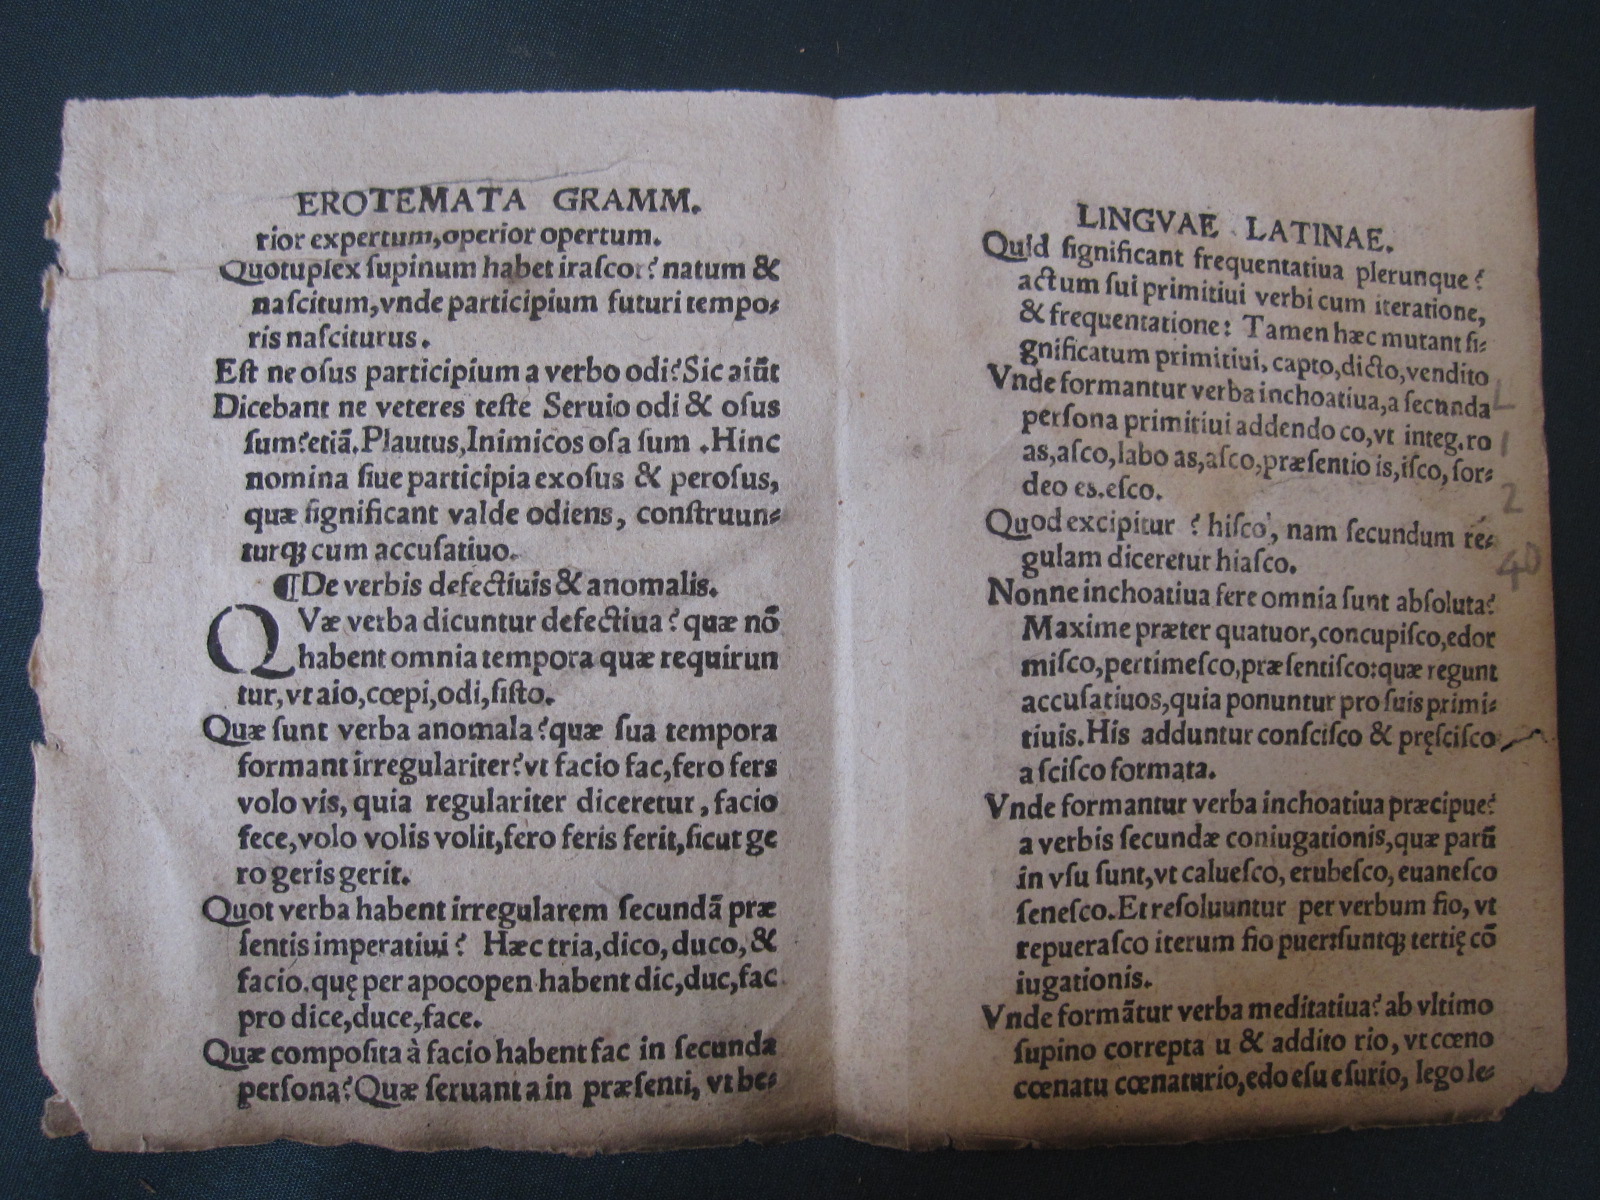 EROTEMATA GRAMM.
rior expertum,operior opertum.
Quotuplex ſupinum habet iraſcor? natum &
naſcitum,vnde participium futuri tempo⸗
ris naſciturus.
Eſt ne oſus participium a verbo odi? Sic aiūt
Dicebant ne veteres teſte Seruio odi & oſus
ſum?etiā.Plautus,Inimicos oſa ſum .Hinc
nomina ſiue participia exoſus & peroſus,
quæ ſignificant valde odiens, conſtruun⸗
turqꝫ cum accuſatiuo.
¶De verbis defectiuis & anomalis.
QVæ verba dicuntur defectiua? quæ nō
habent omnia tempora quæ requirun
tur,vt aio,cœpi,odi,ſiſto.
Quæ ſunt verba anomala?quæ ſua tempora
formant irregulariter?vt facio fac,fero fers
volo vis, quia regulariter diceretur, facio
fece,volo volis volit,fero feris ferit,ſicut ge
ro geris gerit.
Quot verba habent irregularem ſecundā præ
ſentis imperatiui? Hæc tria,dico, duco, &
facio.quę per apocopen habent dic,duc,fac
pro dice,duce,face.
Quæ compoſita à facio habent fac in ſecunda
perſona?Quæ ſeruant a in præſenti, vt be⸗
LINGVAE LATINAE.
Quid ſignificant frequentatiua plerunque?
actum ſui primitiui verbi cum iteratione,
& frequentatione: Tamen hæc mutant ſi⸗
gnificatum primitiui, capto,dicto,vendito
Vnde formantur verba inchoatiua,a ſecunda
perſona primitiui addendo co,vt integ.ro
as,aſco,labo as,aſco,præſentio is,iſco, ſor⸗
deo es.eſco.
Quod excipitur ? hiſco, nam ſecundum re⸗
gulam diceretur hiaſco.
Nonne inchoatiua fere omnia ſunt abſoluta?
Maxime præter quatuor,concupiſco,edor
miſco,pertimeſco,præſentiſco:quæ regunt
accuſatiuos,quia ponuntur pro ſuis primi⸗
tiuis.His adduntur conſciſco & pręſciſco
a ſciſco formata.
Vnde formantur verba inchoatiua præcipue?
a verbis ſecundæ coniugationis,quæ parū
in vſu ſunt,vt calueſco, erubeſco, euaneſco
ſeneſco.Et reſoluuntur per verbum fio, vt
repueraſco iterum fio puer:ſuntqꝫ tertię cō
iugationis.
Vnde formātur verba meditatiua? ab vltimo
ſupino correpta u & addito rio, vt cœno
cœnatu cœnaturio,edo eſu eſurio, lego le⸗
L
1
2
40